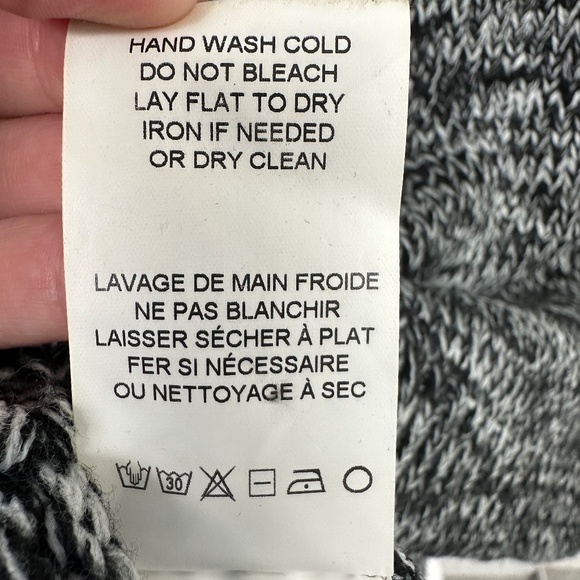 HAND WASH COLD
DO NOT BLEACH
LAY FLAT TO DRY
IRON IF NEEDED
OR DRY CLEAN
LAVAGE DE MAIN FROIDE
NE PAS BLANCHIR
LAISSER SÉCHER À PLAT
FER SI NÉCESSAIRE
OU NETTOYAGE À SEC
30